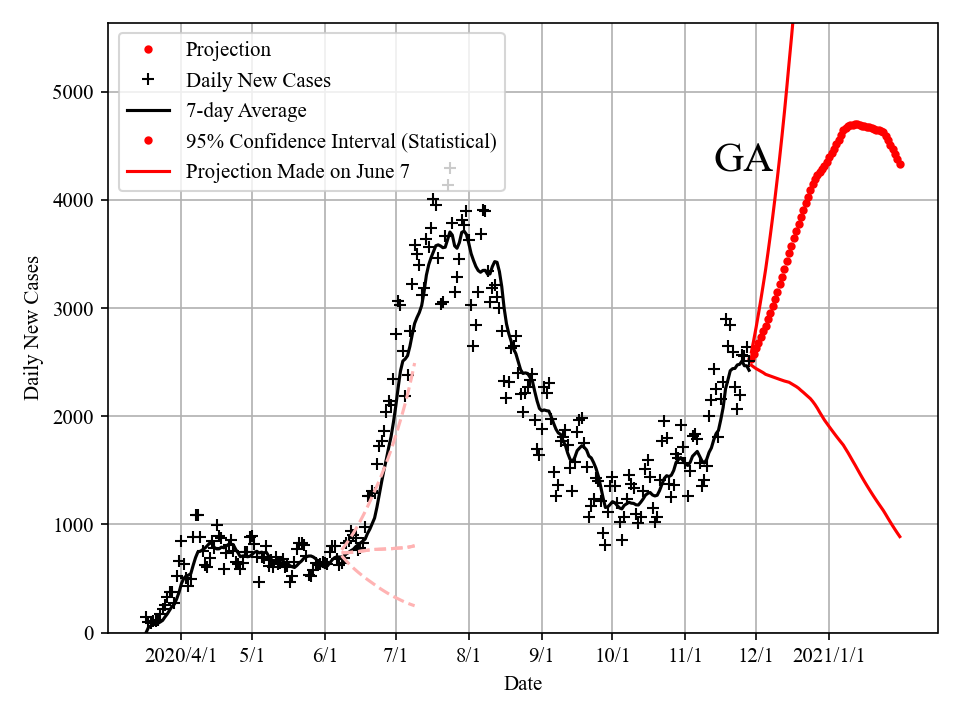 Projection
Daily New Cases
7-day Average
95% Confidence Interval (Statistical)
Projection Made on June 7
GA
5000
4000
3000
2000
1000
0
Daily New Cases
2020/4/1 5/1 6/1 7/1 8/1 9/1 10/1 11/1 12/1 2021/1/1
Date